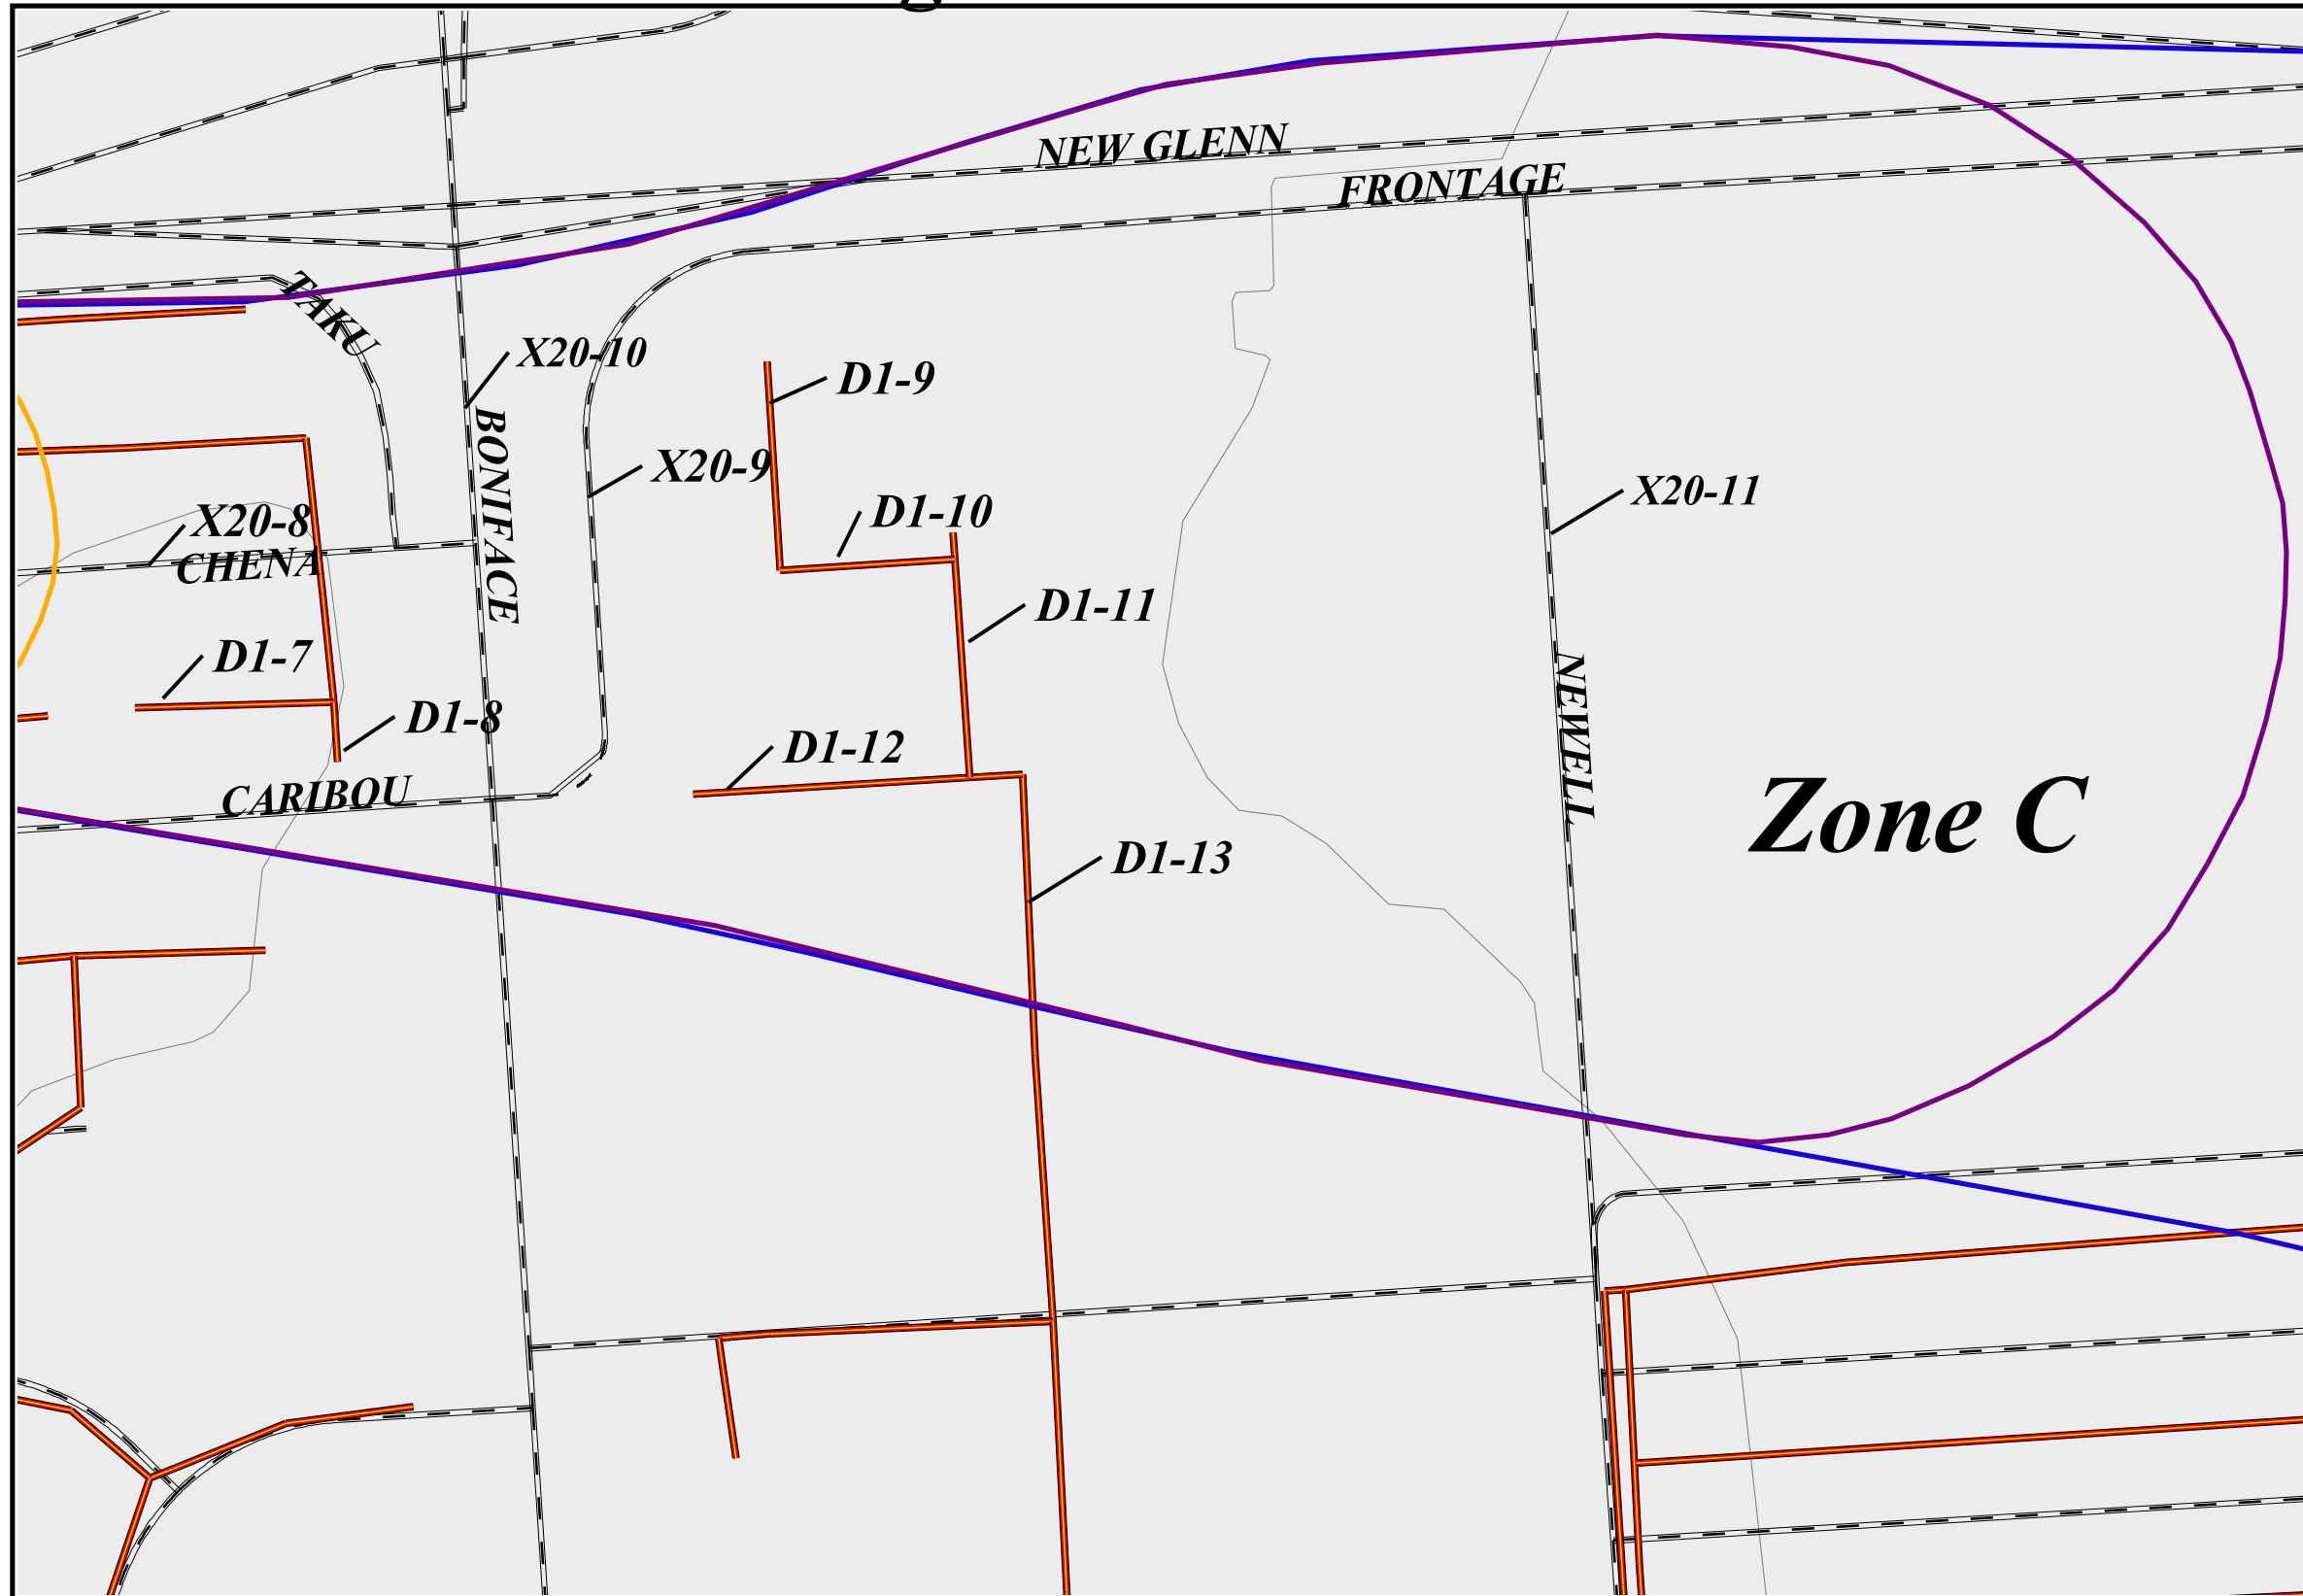 NEW GLENN
FRONTAGE
TAKU
X20-10
D1-9
BONIFACE
X20-9
X20-11
D1-10
X20-8
CHENA
D1-11
D1-7
D1-8
NEWELL
D1-12
CARIBOU
Zone C
D1-13